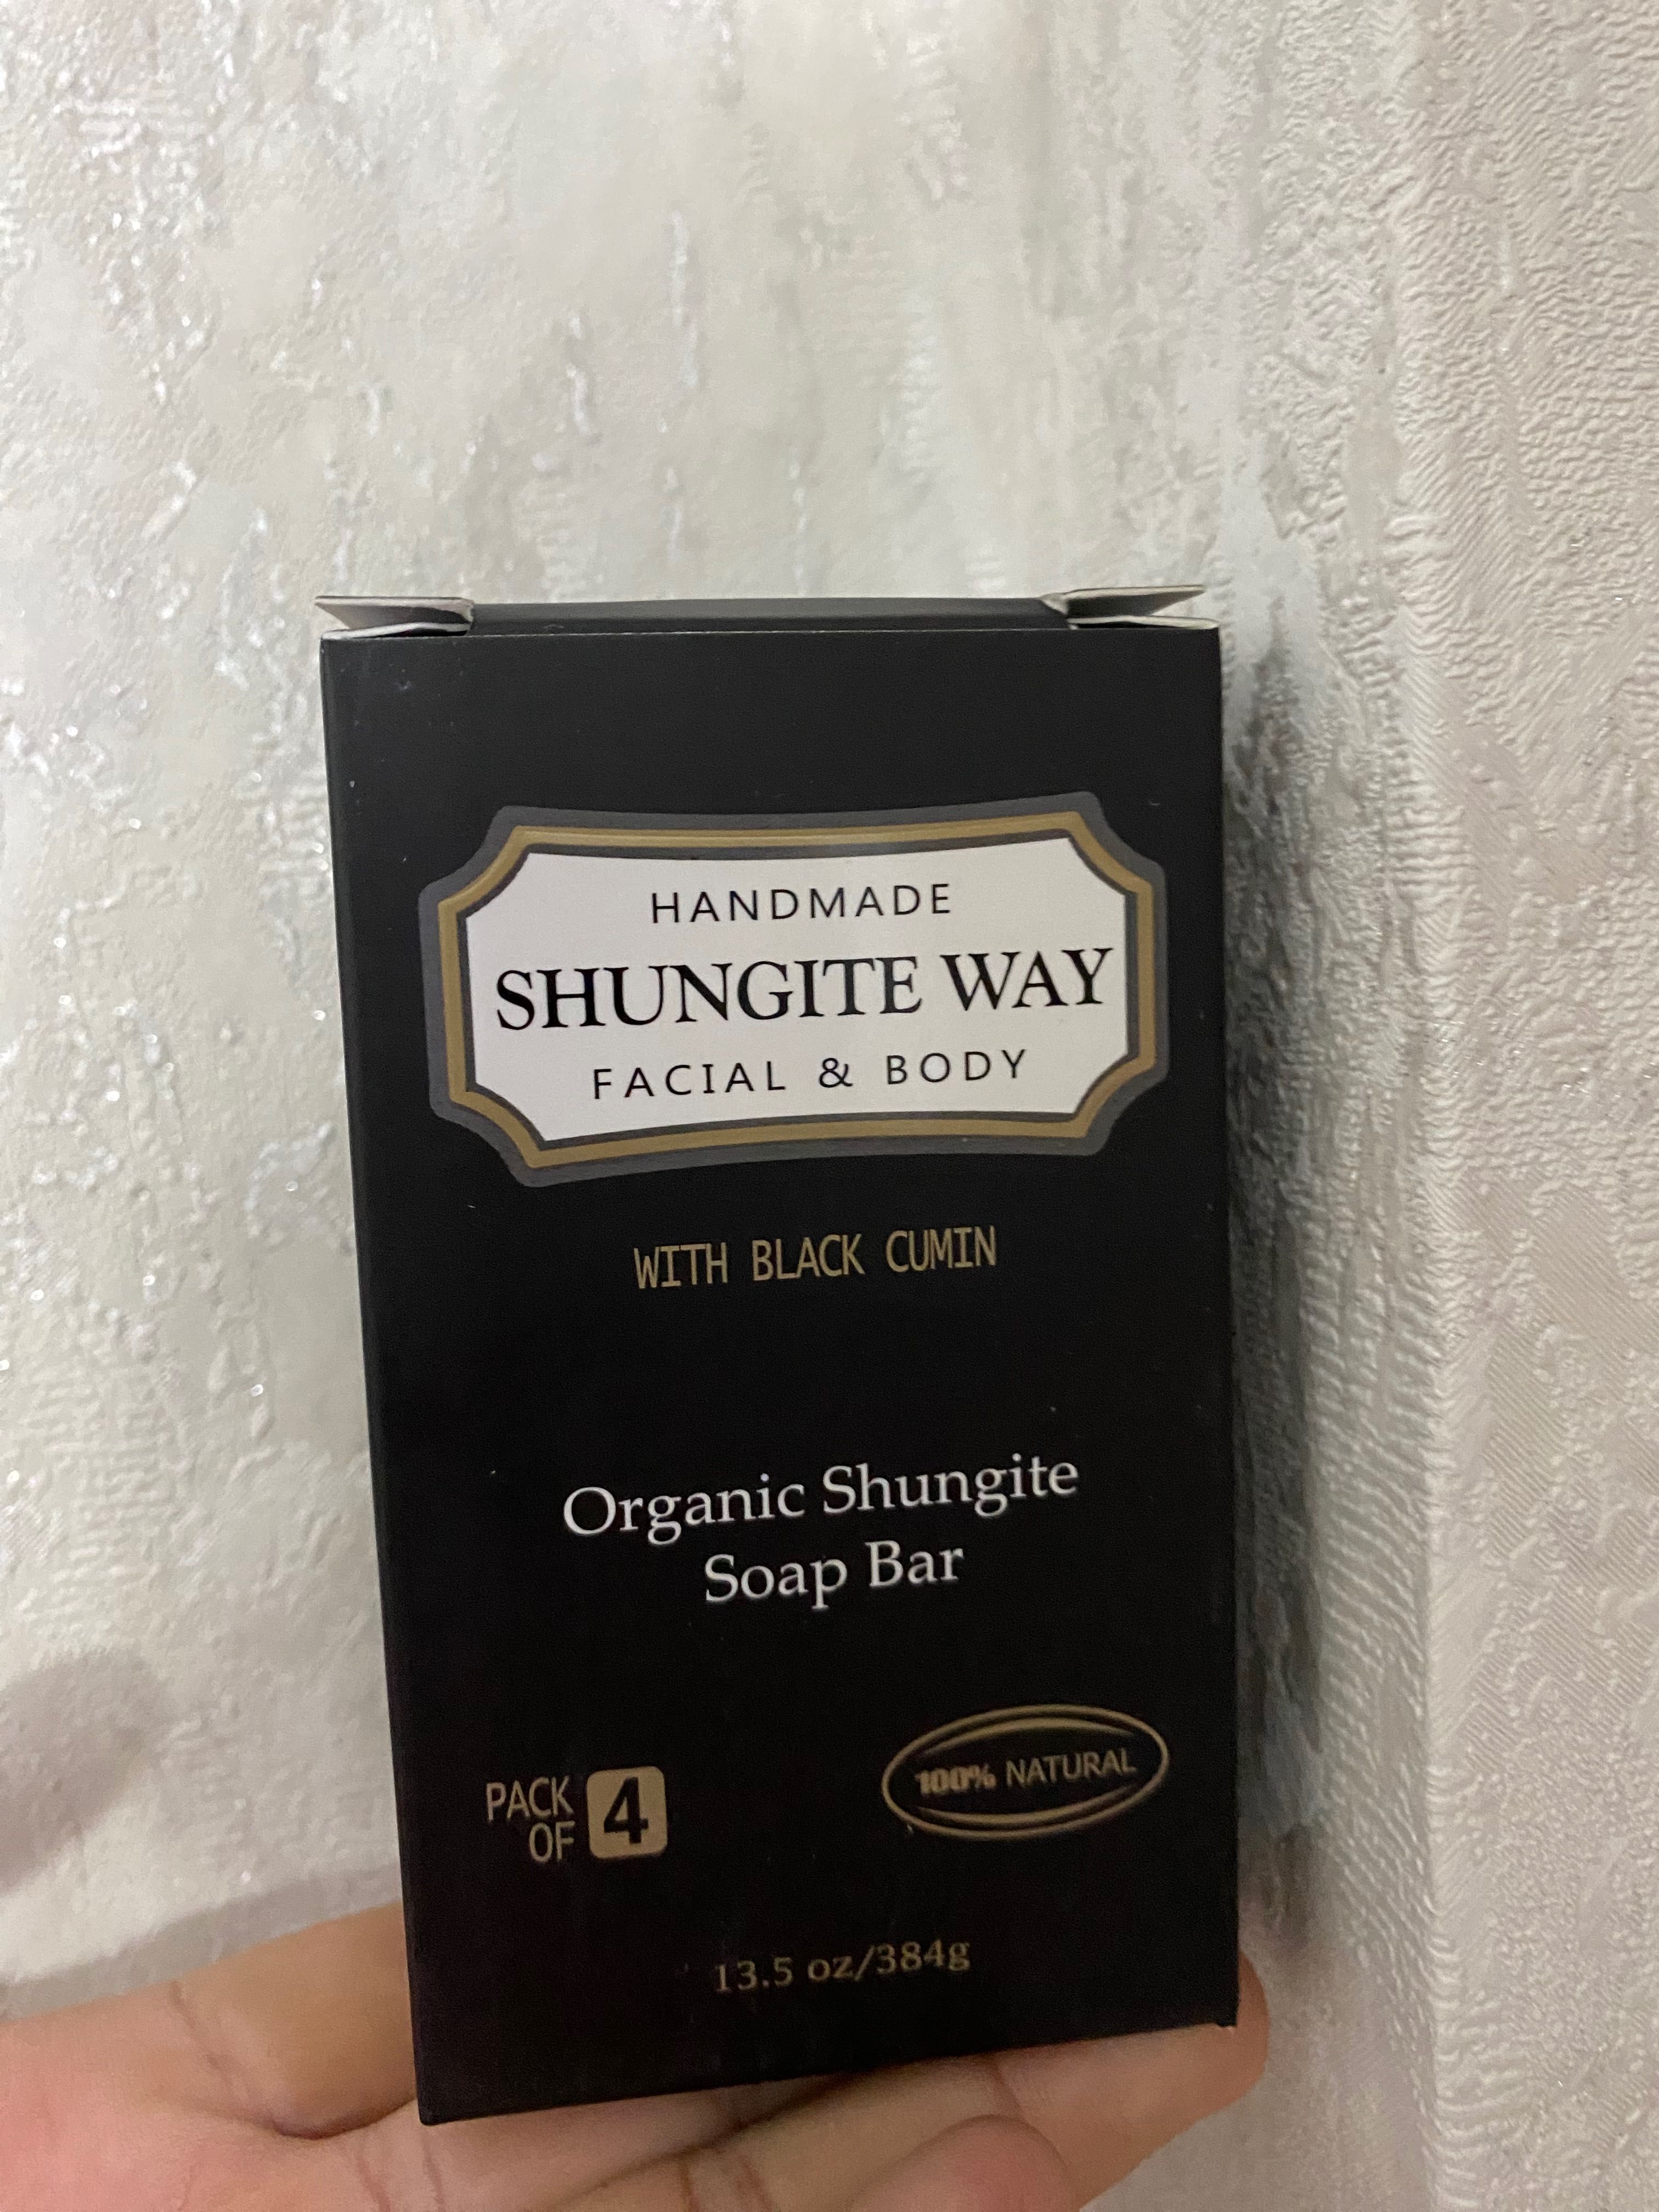 HANDMADE
SHUNGITE WAY
FACIAL & BODY
WITH BLACK CUMIN
Organic Shungite
Soap Bar
PACK
OF 4
100% NATURAL
13.5 oz/384g